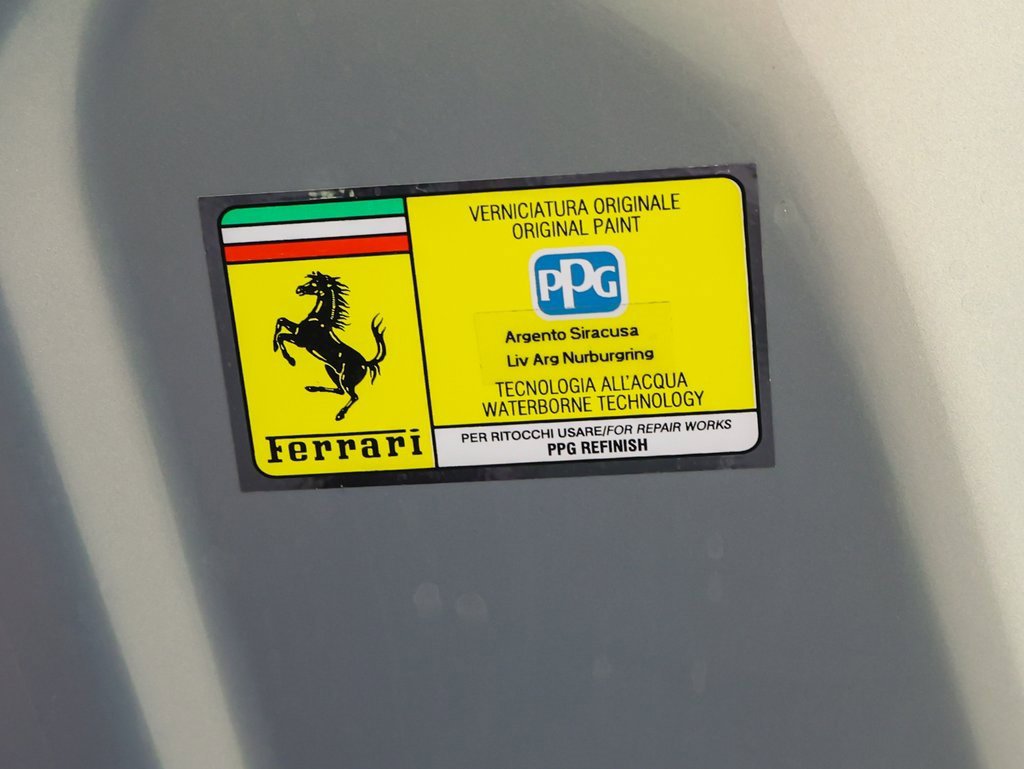 VERNICIATURA ORIGINALE
ORIGINAL PAINT
PPG
Argento Siracusa
Liv Arg Nurburgring
TECNOLOGIA ALL'ACQUA
WATERBORNE TECHNOLOGY
PER RITOCCHI USARE/FOR REPAIR WORKS
PPG REFINISH
Ferrari